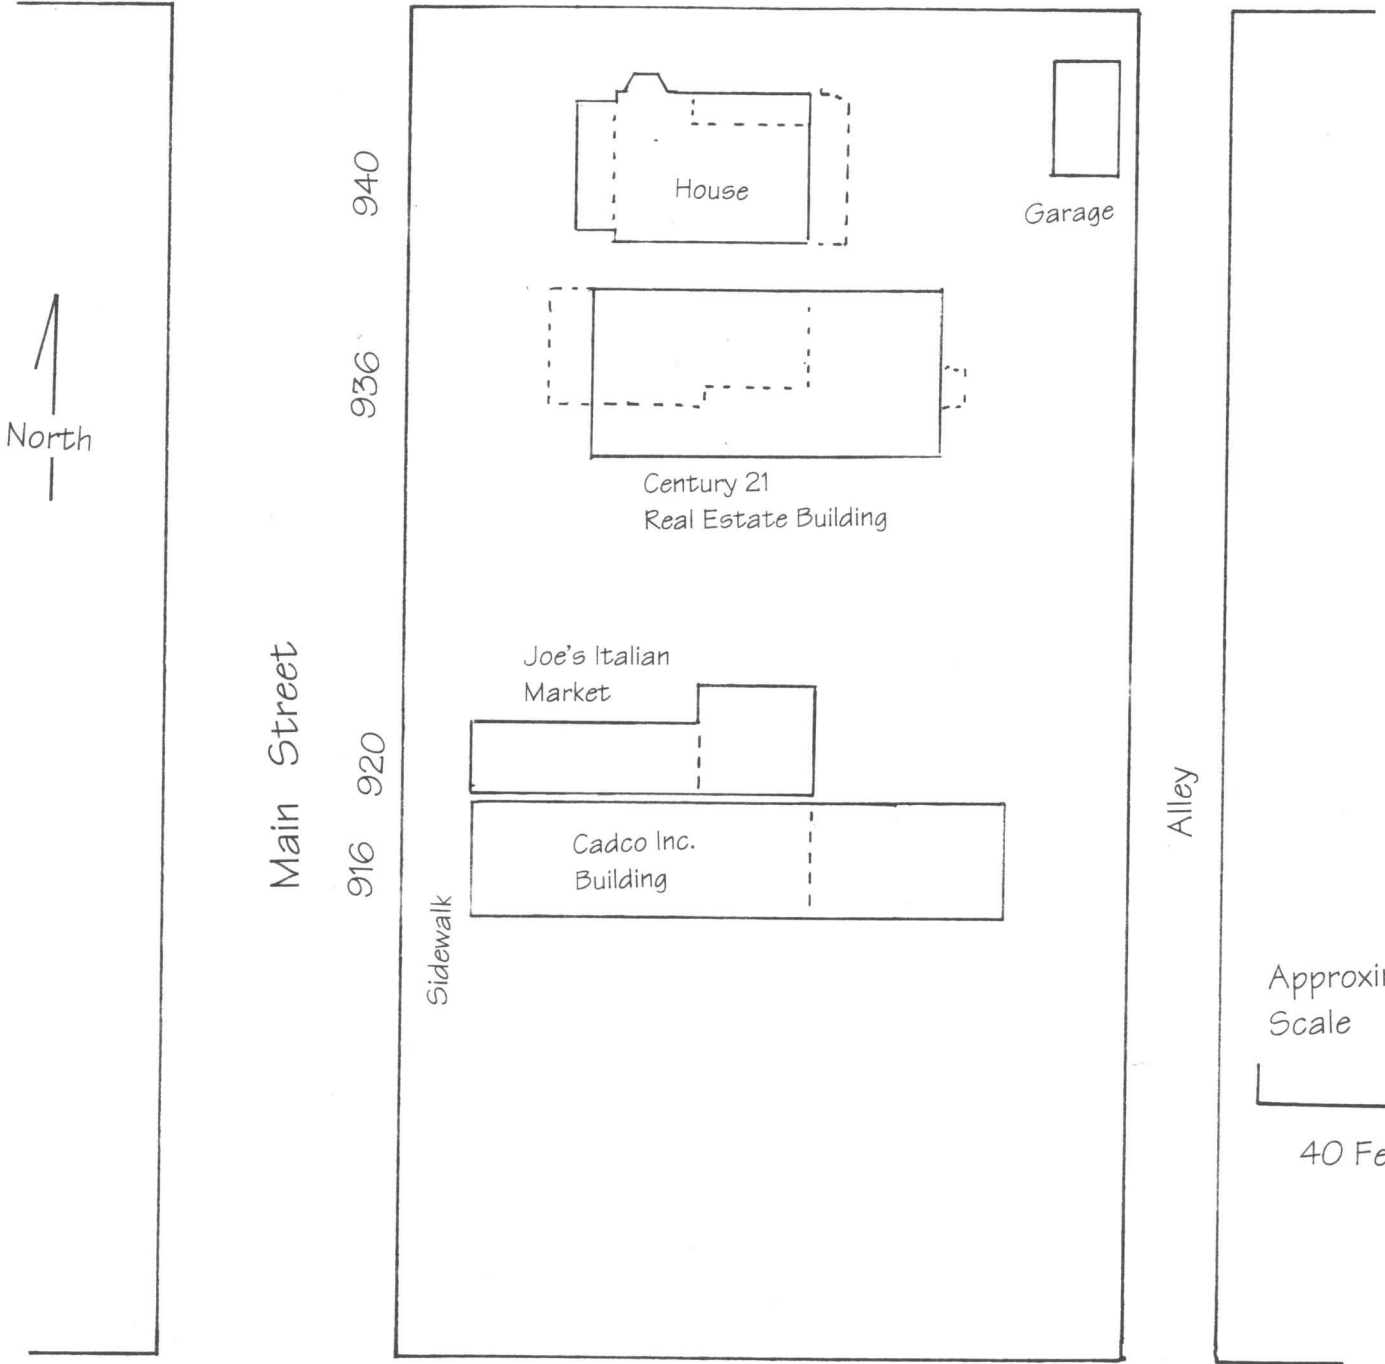 940
House
Garage
936
North
Century 21
Real Estate Building
Main Street
Joe's Italian
Market
920
Alley
916
Cadco Inc.
Building
Sidewalk
Scale
40